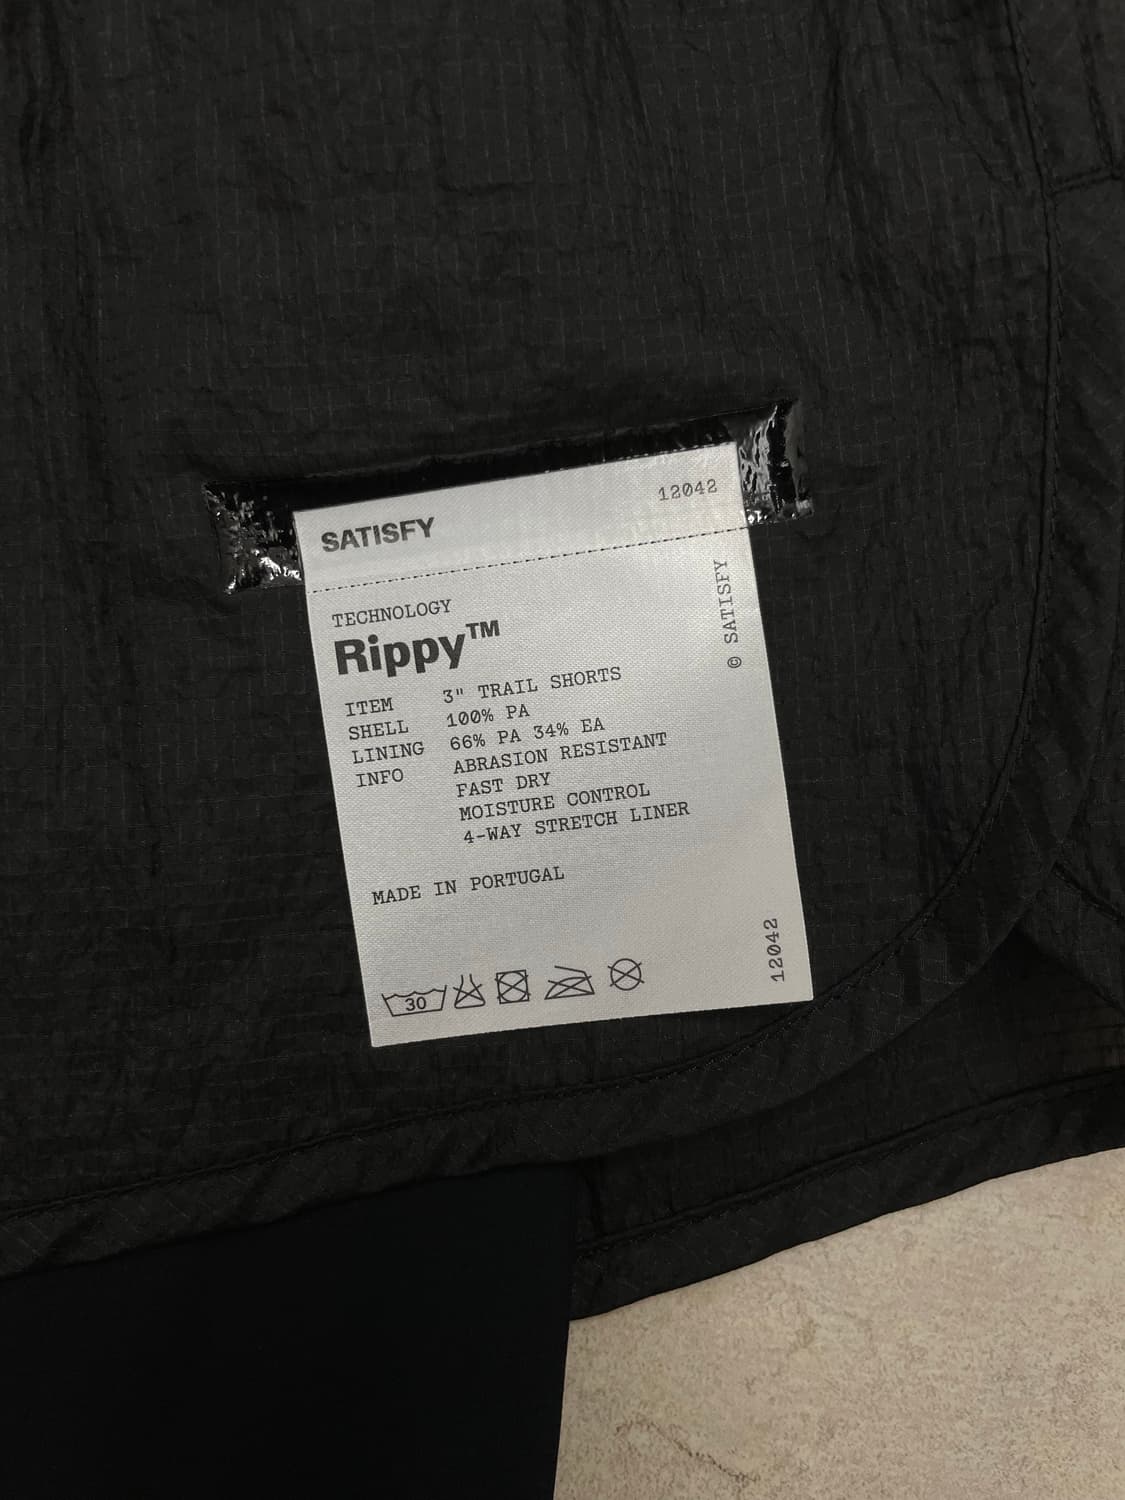 SATISFY 12042
TECHNOLOGY
Rippy™
ITEM 3" TRAIL SHORTS
SHELL 100% PA
LINING 66% PA 34% EA
INFO ABRASION RESISTANT
FAST DRY
MOISTURE CONTROL
4-WAY STRETCH LINER
MADE IN PORTUGAL
30
© SATISFY
12042